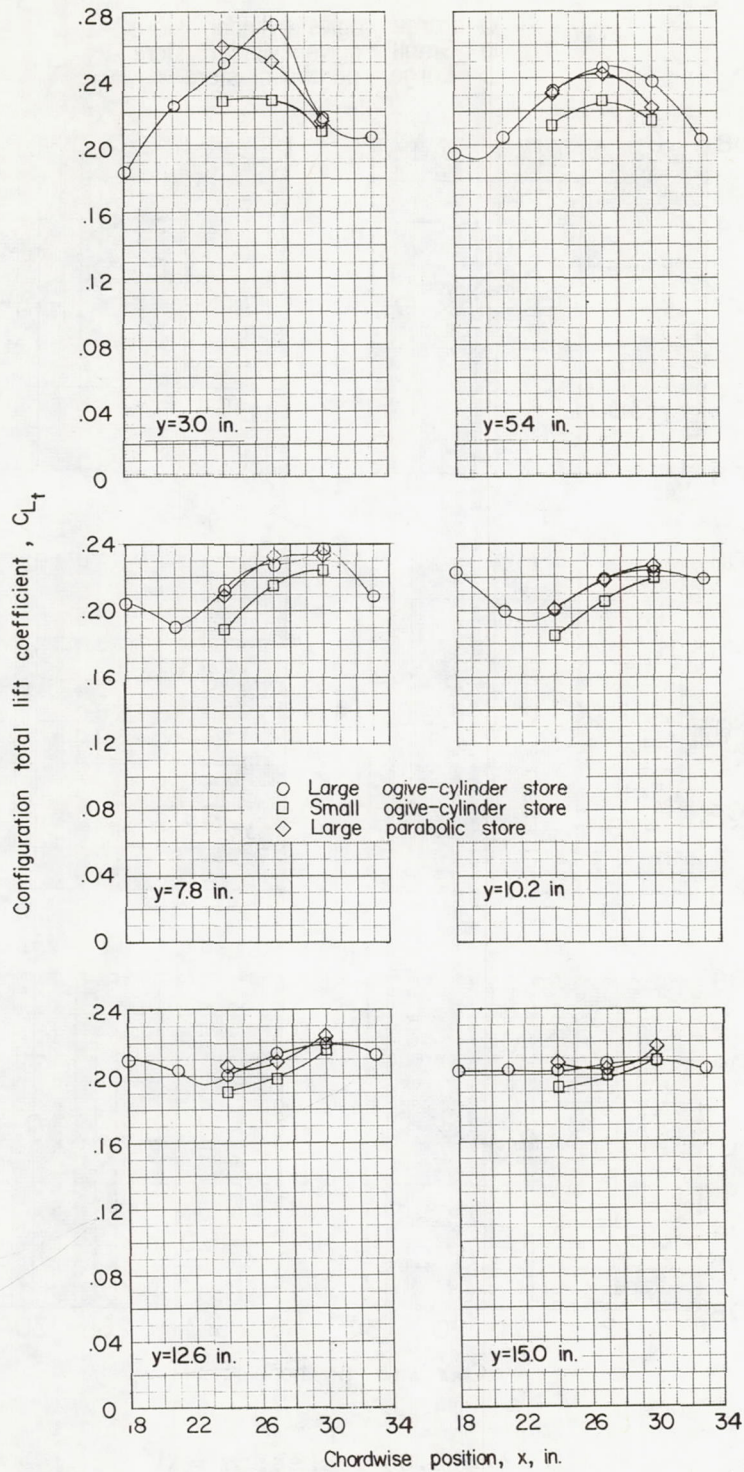 .28
.24
.20
.16
.12
.08
.04
0
y=3.0 in.
y=5.4 in.
Configuration total lift coefficient , CLt
.24
.20
.16
.12
.08
.04
0
Large ogive-cylinder store
Small ogive-cylinder store
Large parabolic store
y=7.8 in.
y=10.2 in
.24
.20
.16
.12
.08
.04
0
y=12.6 in.
y=15.0 in.
18 22 26 30 34
18 22 26 30 34
Chordwise position, x, in.